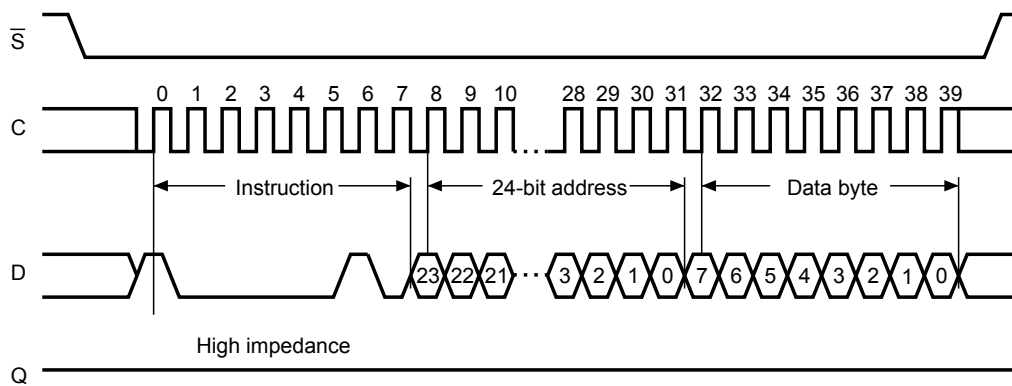 S
0 1 2 3 4 5 6 7 8 9 10 28 29 30 31 32 33 34 35 36 37 38 39
C
Instruction 24-bit address Data byte
D 23 22 21 3 2 1 0 7 6 5 4 3 2 1 0
High impedance
Q